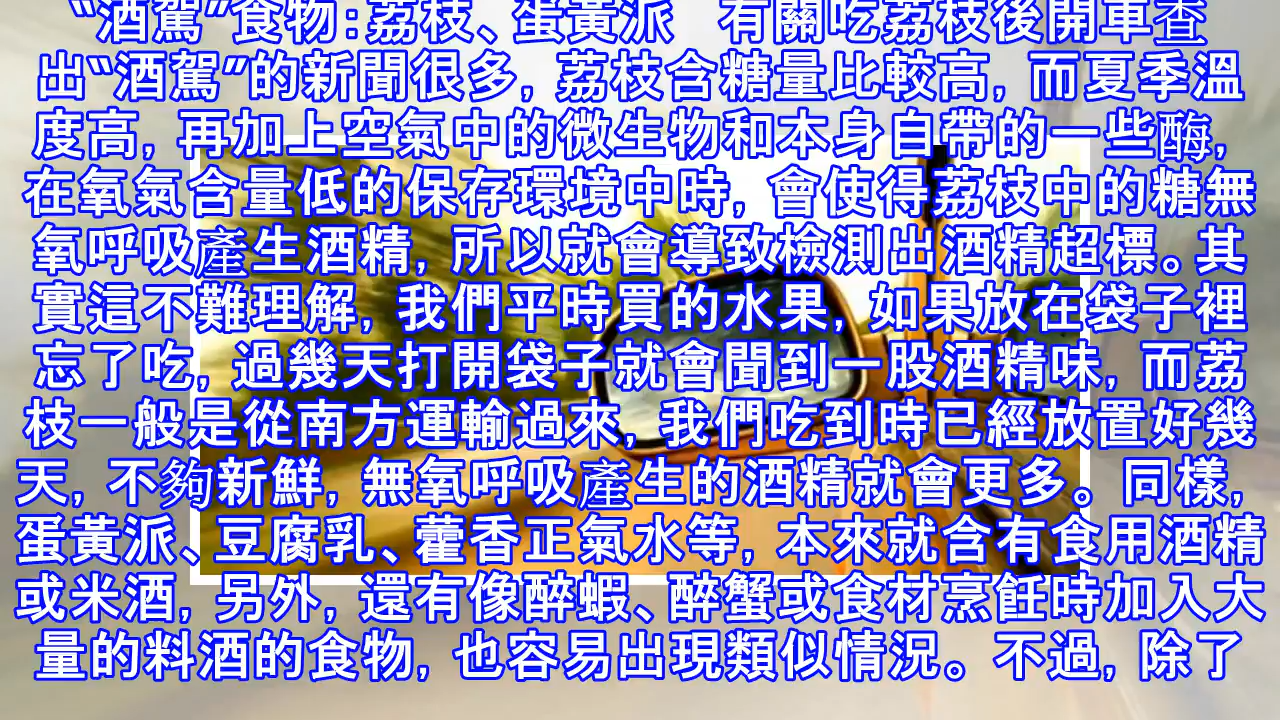 “酒駕”食物:荔枝、蛋黃派 有關吃荔枝後開車查
出“酒駕”的新聞很多, 荔枝含糖量比較高, 而夏季溫
度高, 再加上空氣中的微生物和本身自帶的一些酶,
在氧氣含量低的保存環境中時, 會使得荔枝中的糖無
氧呼吸產生酒精, 所以就會導致檢測出酒精超標。其
實這不難理解, 我們平時買的水果, 如果放在袋子裡
忘了吃, 過幾天打開袋子就會聞到一股酒精味, 而荔
枝一般是從南方運輸過來, 我們吃到時已經放置好幾
天, 不夠新鮮, 無氧呼吸產生的酒精就會更多。同樣,
蛋黃派、豆腐乳、藿香正氣水等, 本來就含有食用酒精
或米酒, 另外, 還有像醉蝦、醉蟹或食材烹飪時加入大
量的料酒的食物, 也容易出現類似情況。不過, 除了